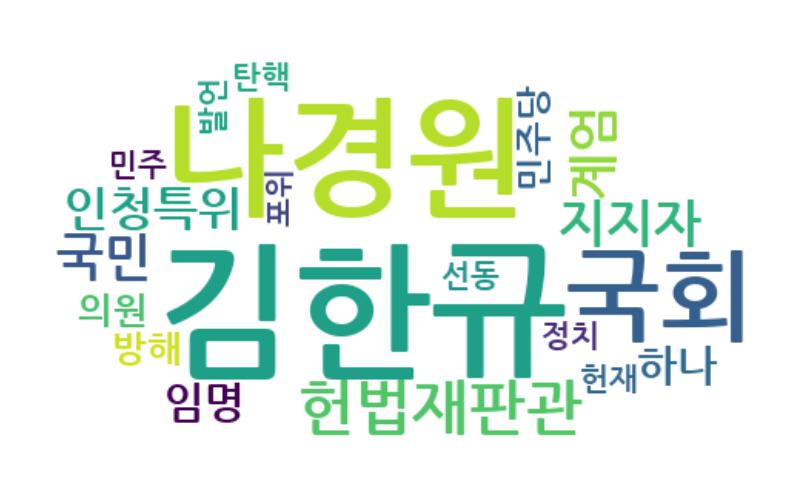 탄핵
발언
나경원
민주당
계엄
민주
포위
인청특위
지지자
국민
김한규
선동
국회
의원
방해
정치
헌재
하나
임명
헌법재판관